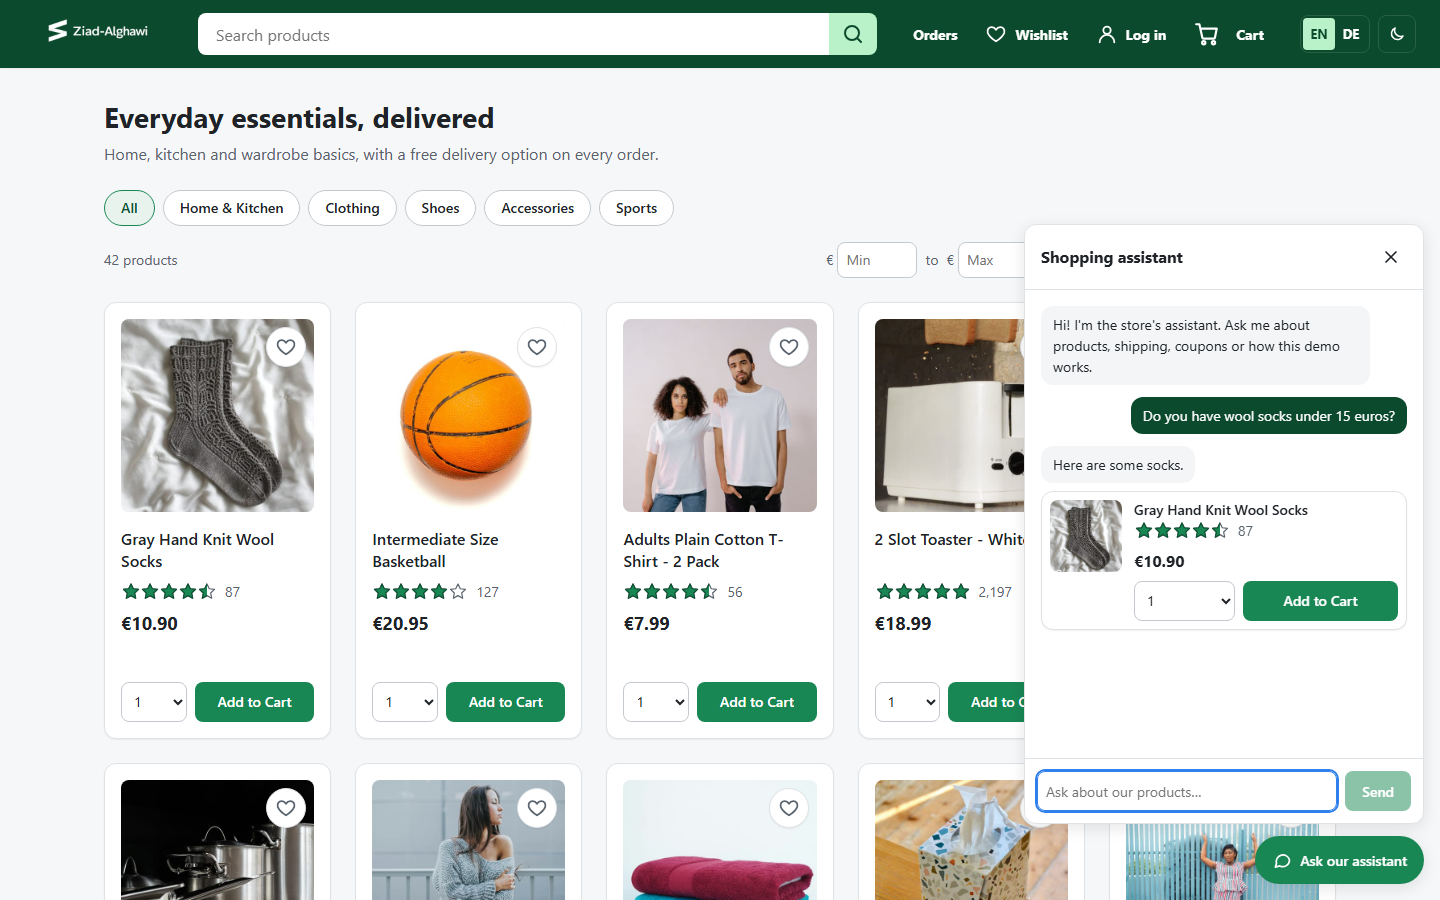 Ziad-Alghawi
Search products
Orders
Wishlist
Log in
Cart
EN
DE
Everyday essentials, delivered
Home, kitchen and wardrobe basics, with a free delivery option on every order.
All
Home & Kitchen
Clothing
Shoes
Accessories
Sports
42 products
€ Min to € Max
Gray Hand Knit Wool
Socks
87
€10.90
1
Add to Cart
Intermediate Size
Basketball
127
€20.95
1
Add to Cart
Adults Plain Cotton T-
Shirt - 2 Pack
56
€7.99
1
Add to Cart
2 Slot Toaster - White
2,197
€18.99
1
Add to
Shopping assistant
Hi! I'm the store's assistant. Ask me about
products, shipping, coupons or how this demo
works.
Do you have wool socks under 15 euros?
Here are some socks.
Gray Hand Knit Wool Socks
87
€10.90
1
Add to Cart
Ask about our products...
Send
Ask our assistant